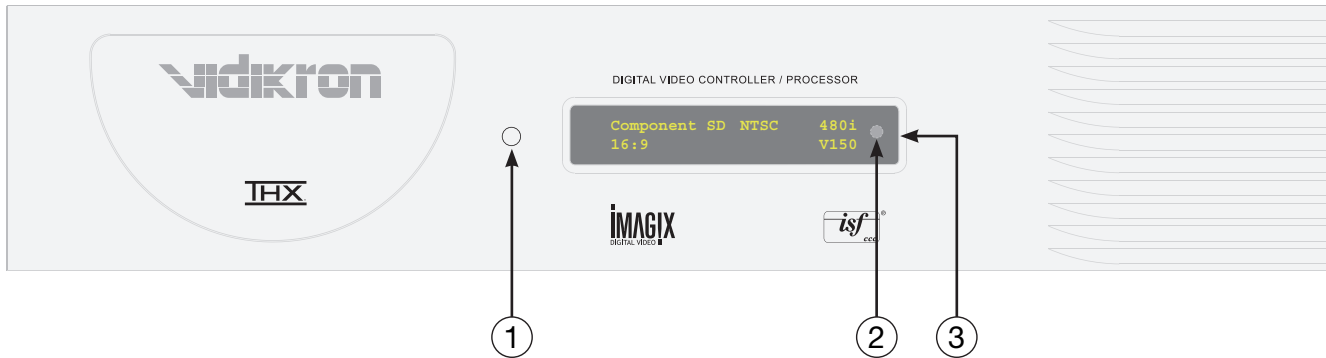 Vidikron
DIGITAL VIDEO CONTROLLER / PROCESSOR
Component SD NTSC 480i
16:9 V150
THX
iMAGIX
DIGITAL VIDEO
isf®
ccc
1 2 3